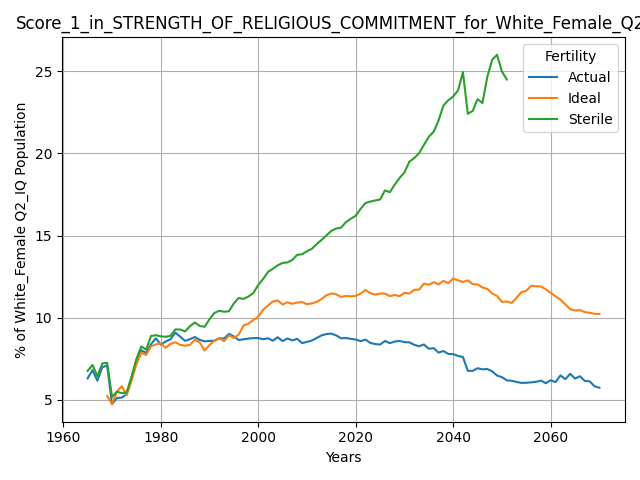 Score_1_in_STRENGTH_OF_RELIGIOUS_COMMITMENT_for_White_Female_Q2
Fertility
Actual
Ideal
Sterile
% of White_Female Q2_IQ Population
25
20
15
10
5
1960 1980 2000 2020 2040 2060
Years